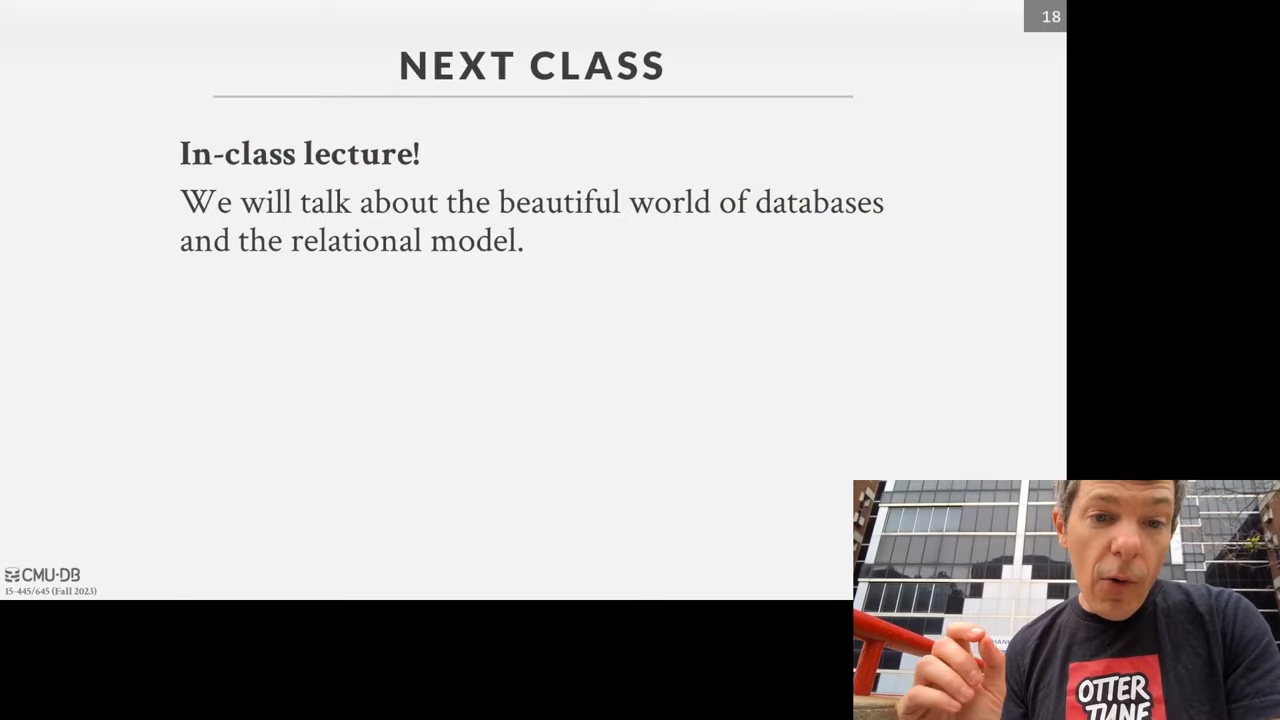 18
NEXT CLASS
In-class lecture!
We will talk about the beautiful world of databases
and the relational model.
CMU·DB
15-445/645 (Fall 2023)
OTTER
TUNE